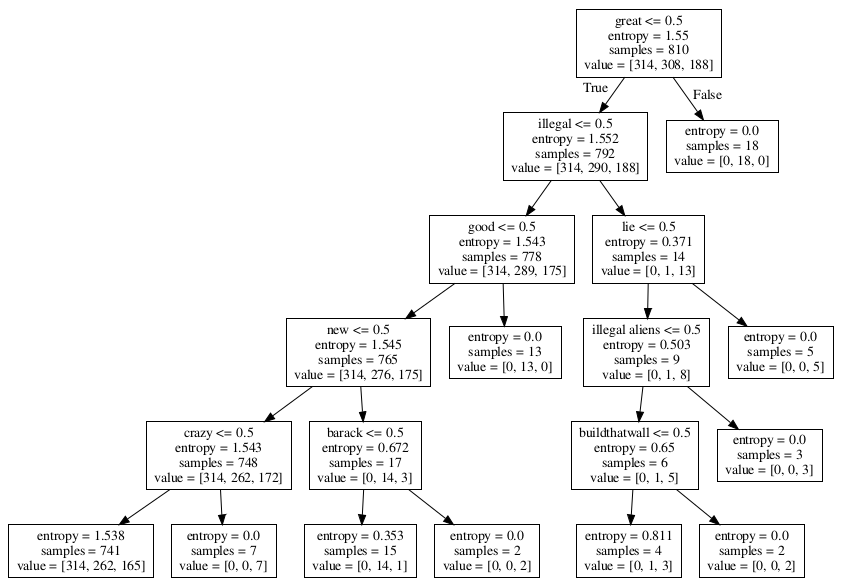 great <= 0.5
entropy = 1.55
samples = 810
value = [314, 308, 188]
True
False
illegal <= 0.5
entropy = 1.552
samples = 792
value = [314, 290, 188]
entropy = 0.0
samples = 18
value = [0, 18, 0]
good <= 0.5
entropy = 1.543
samples = 778
value = [314, 289, 175]
lie <= 0.5
entropy = 0.371
samples = 14
value = [0, 1, 13]
new <= 0.5
entropy = 1.545
samples = 765
value = [314, 276, 175]
entropy = 0.0
samples = 13
value = [0, 13, 0]
illegal aliens <= 0.5
entropy = 0.503
samples = 9
value = [0, 1, 8]
entropy = 0.0
samples = 5
value = [0, 0, 5]
crazy <= 0.5
entropy = 1.543
samples = 748
value = [314, 262, 172]
barack <= 0.5
entropy = 0.672
samples = 17
value = [0, 14, 3]
buildthatwall <= 0.5
entropy = 0.65
samples = 6
value = [0, 1, 5]
entropy = 0.0
samples = 3
value = [0, 0, 3]
entropy = 1.538
samples = 741
value = [314, 262, 165]
entropy = 0.0
samples = 7
value = [0, 0, 7]
entropy = 0.353
samples = 15
value = [0, 14, 1]
entropy = 0.0
samples = 2
value = [0, 0, 2]
entropy = 0.811
samples = 4
value = [0, 1, 3]
entropy = 0.0
samples = 2
value = [0, 0, 2]